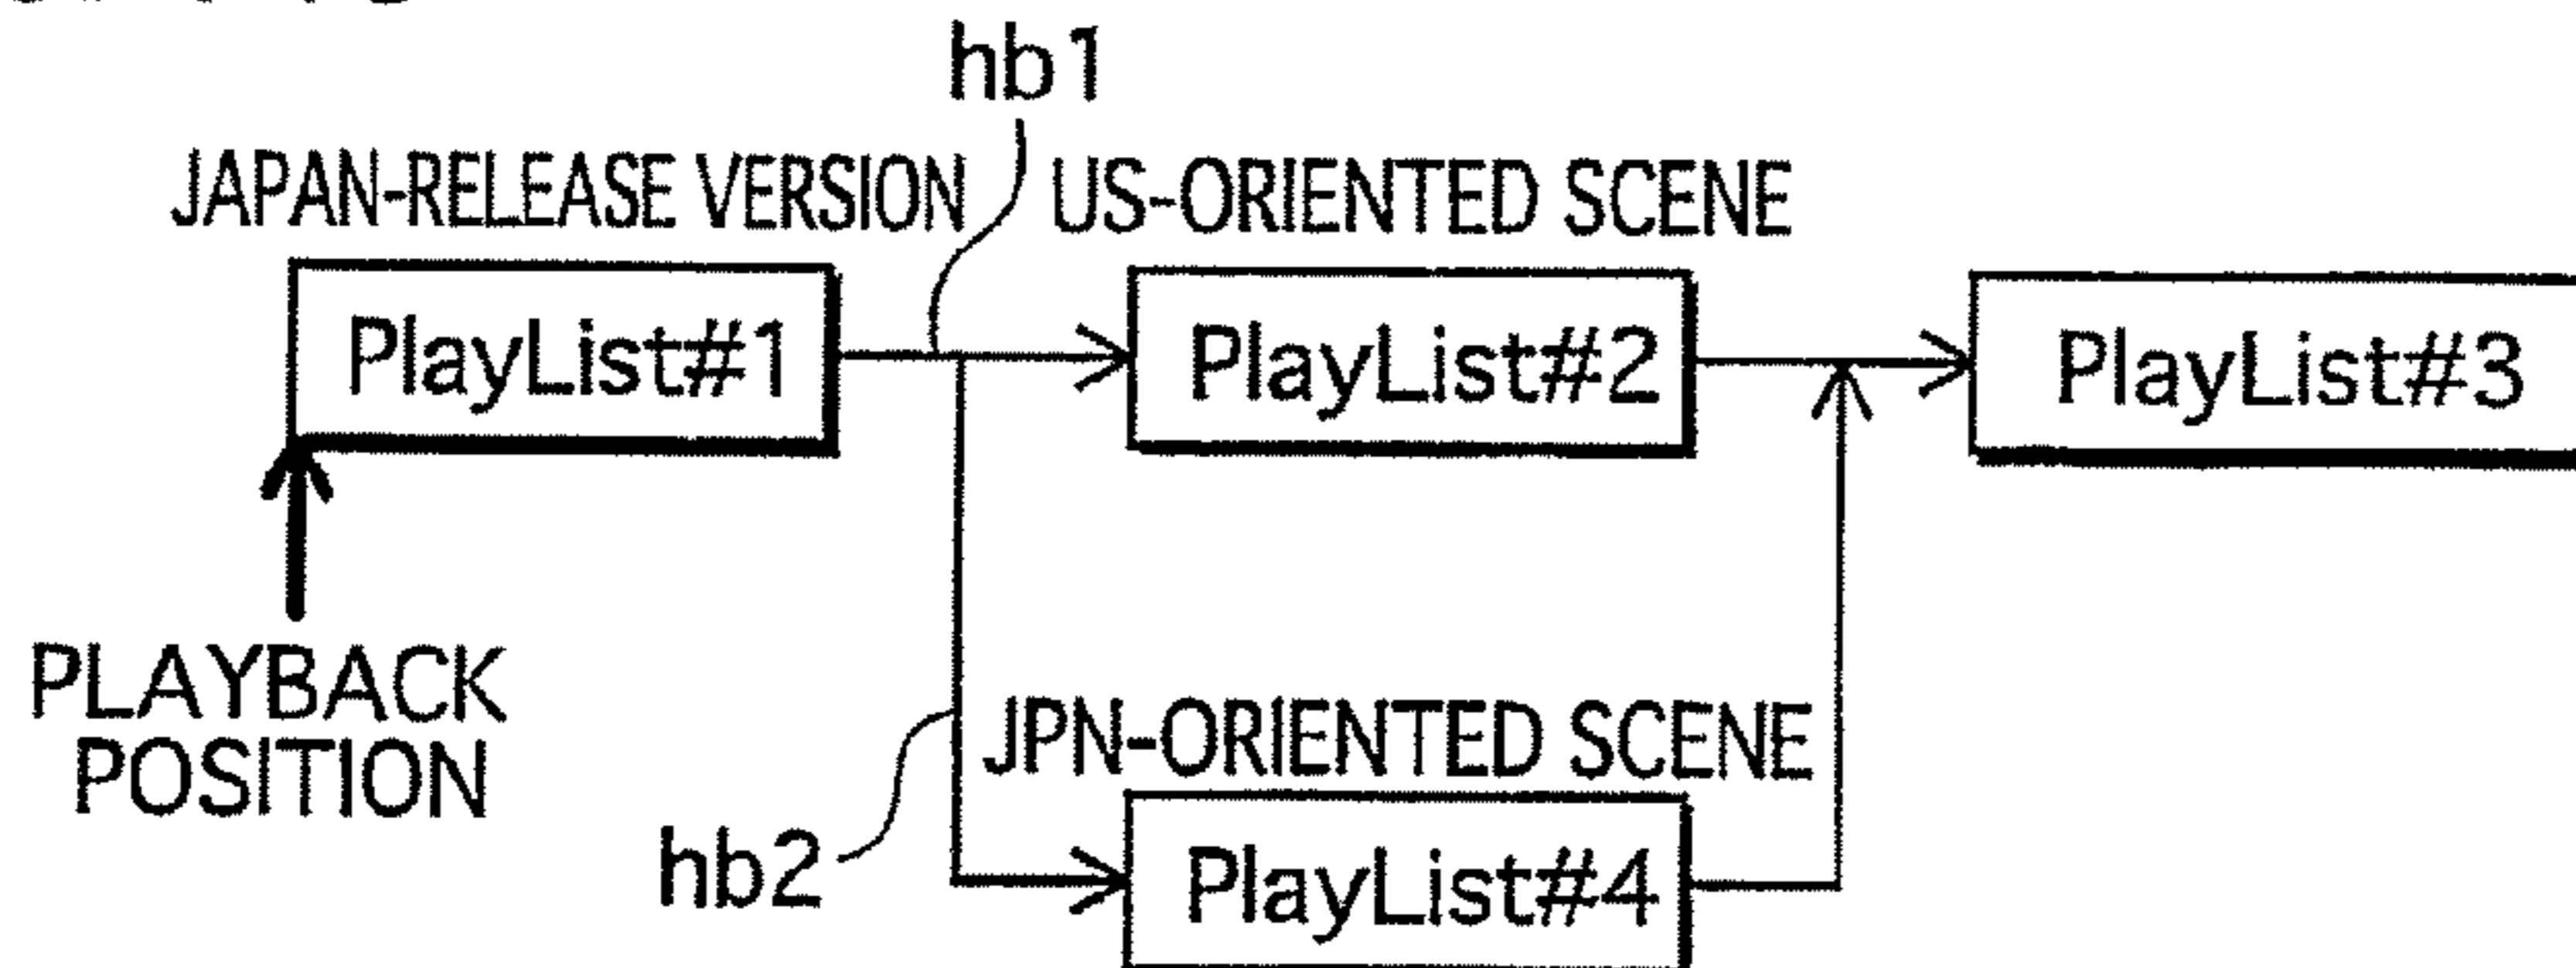 hb1
JAPAN-RELEASE VERSION
US-ORIENTED SCENE
PlayList#1
PlayList#2
PlayList#3
PLAYBACK
POSITION
JPN-ORIENTED SCENE
hb2
PlayList#4